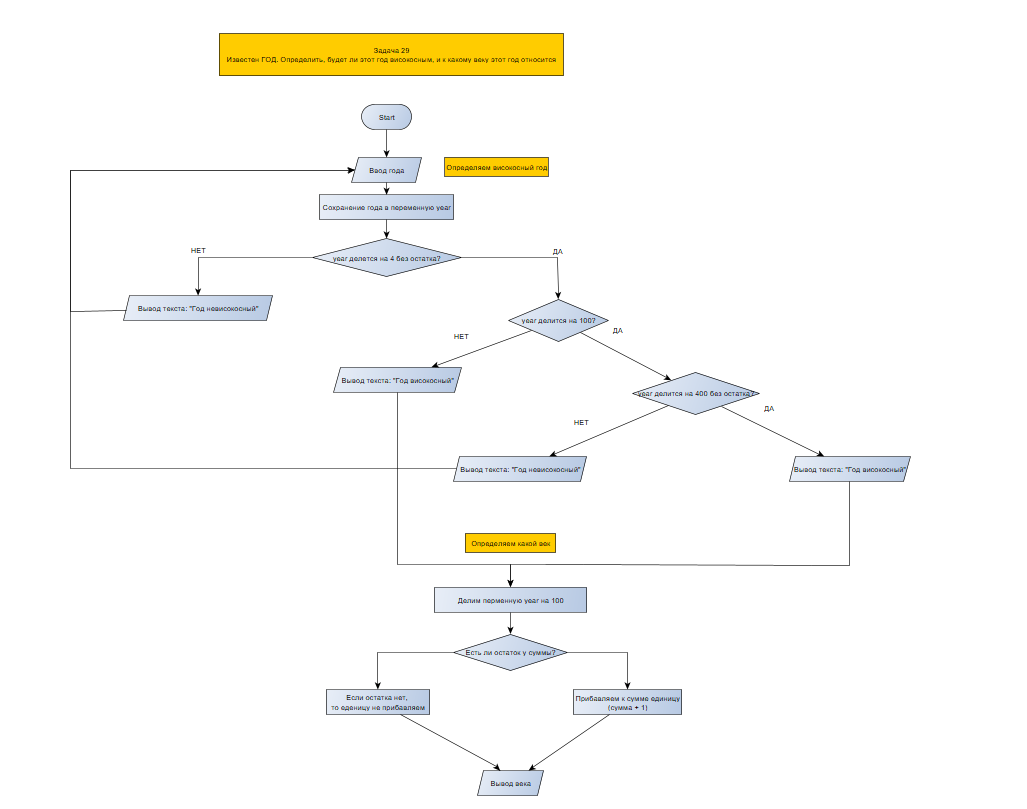 Задача 29
Известен ГОД. Определить, будет ли этот год високосным, и к какому веку этот год относится
Start
Ввод года
Определяем високосный год
Сохранение года в переменную year
year делется на 4 без остатка?
НЕТ
ДА
Вывод текста: "Год невисокосный"
year делится на 100?
НЕТ
ДА
Вывод текста: "Год високосный"
year делится на 400 без остатка?
НЕТ
ДА
Вывод текста: "Год невисокосный"
Вывод текста: "Год високосный"
Определяем какой век
Делим перменную year на 100
Есть ли остаток у суммы?
Если остатка нет,
то еденицу не прибавляем
Прибавляем к сумме единицу
(сумма + 1)
Вывод века